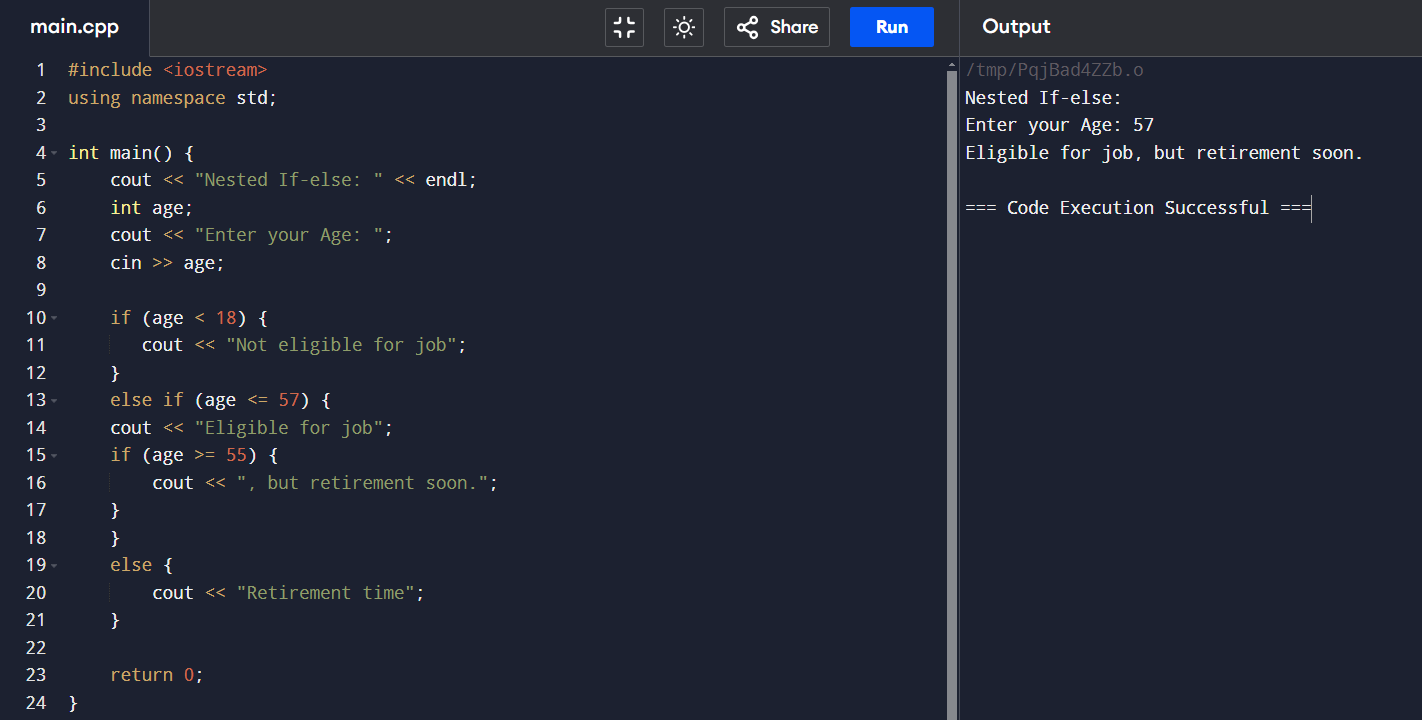 main.cpp
Share
Run
Output
1 #include <iostream>
2 using namespace std;
3
4 int main() {
5     cout << "Nested If-else: " << endl;
6     int age;
7     cout << "Enter your Age: ";
8     cin >> age;
9
10     if (age < 18) {
11        cout << "Not eligible for job";
12     }
13     else if (age <= 57) {
14     cout << "Eligible for job";
15     if (age >= 55) {
16         cout << ", but retirement soon.";
17     }
18     }
19     else {
20         cout << "Retirement time";
21     }
22
23     return 0;
24 }
/tmp/PqjBad4ZZb.o
Nested If-else:
Enter your Age: 57
Eligible for job, but retirement soon.
=== Code Execution Successful ===